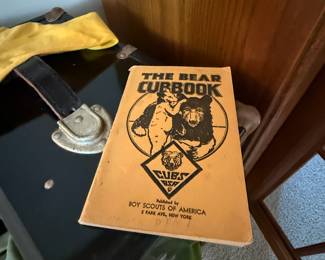 THE BEAR
CUBBOOK
CUBS
BSA
Published by
BOY SCOUTS OF AMERICA
2 PARK AVE., NEW YORK